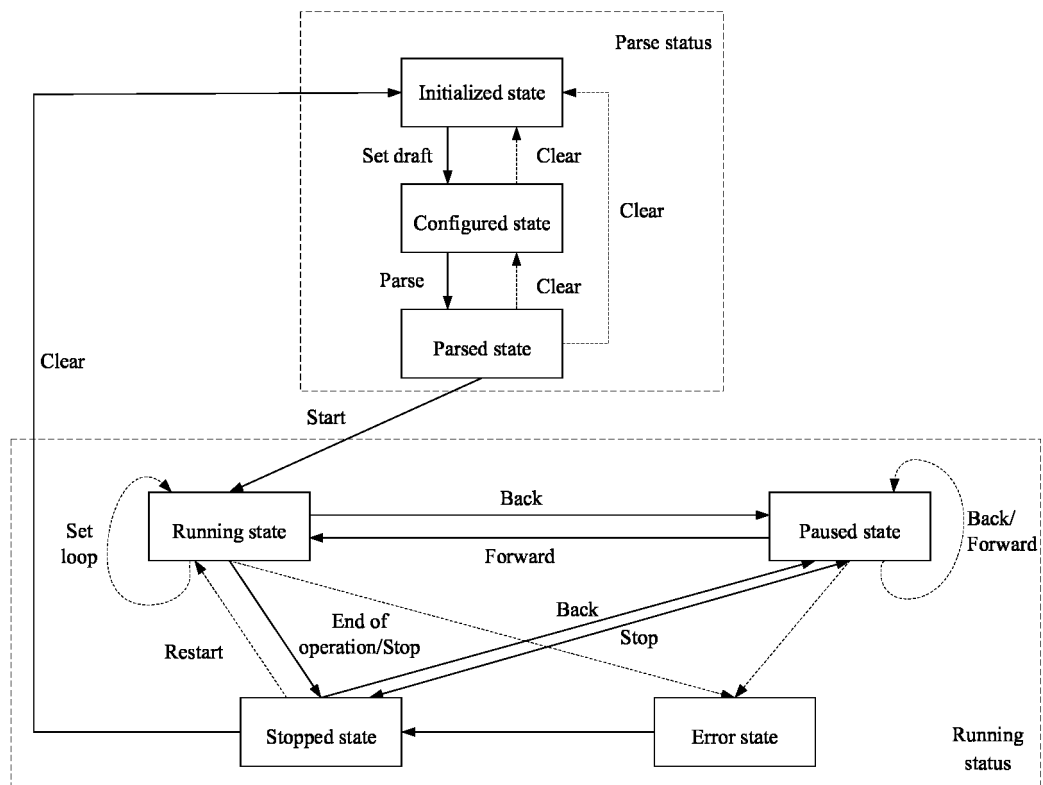 Parse status
Initialized state
Set draft
Clear
Configured state
Clear
Parse
Clear
Parsed state
Clear
Start
Running state
Back
Paused state
Set
loop
Back/
Forward
Forward
Back
End of
operation/Stop
Stop
Restart
Stopped state
Error state
Running
status